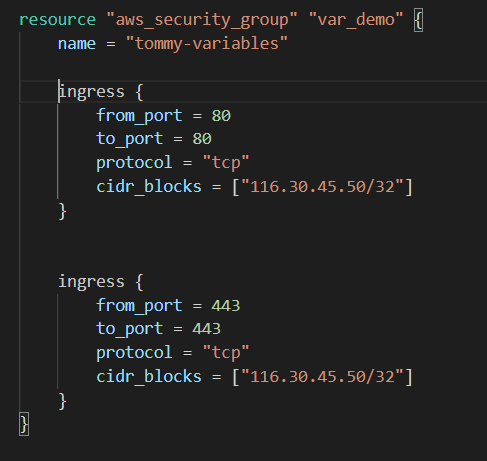 resource "aws_security_group" "var_demo" {
    name = "tommy-variables"

    ingress {
        from_port = 80
        to_port = 80
        protocol = "tcp"
        cidr_blocks = ["116.30.45.50/32"]
    }


    ingress {
        from_port = 443
        to_port = 443
        protocol = "tcp"
        cidr_blocks = ["116.30.45.50/32"]
    }
}